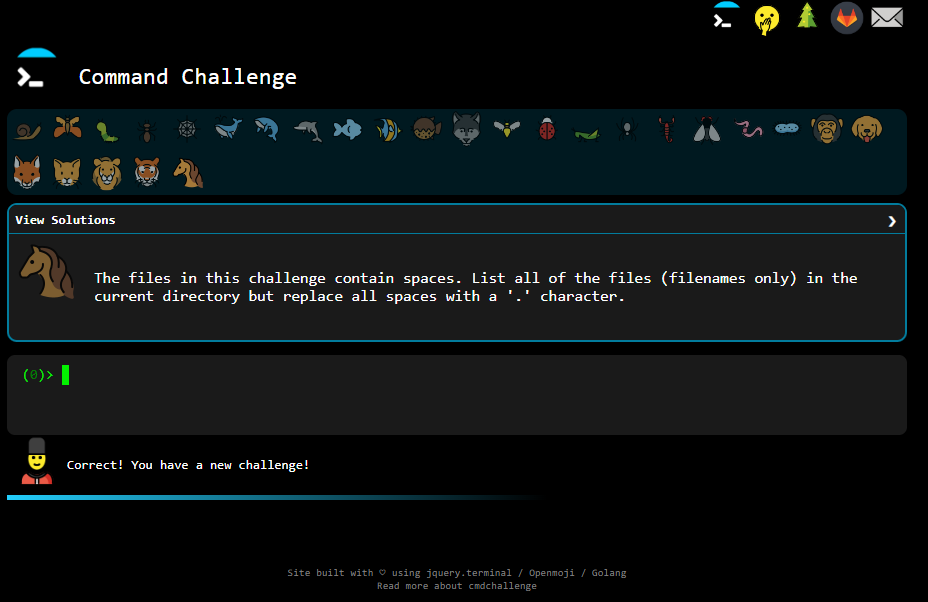 Command Challenge
View Solutions
The files in this challenge contain spaces. List all of the files (filenames only) in the
current directory but replace all spaces with a '.' character.
(0)>
Correct! You have a new challenge!
Site built with ♡ using jquery.terminal / Openmoji / Golang
Read more about cmdchallenge